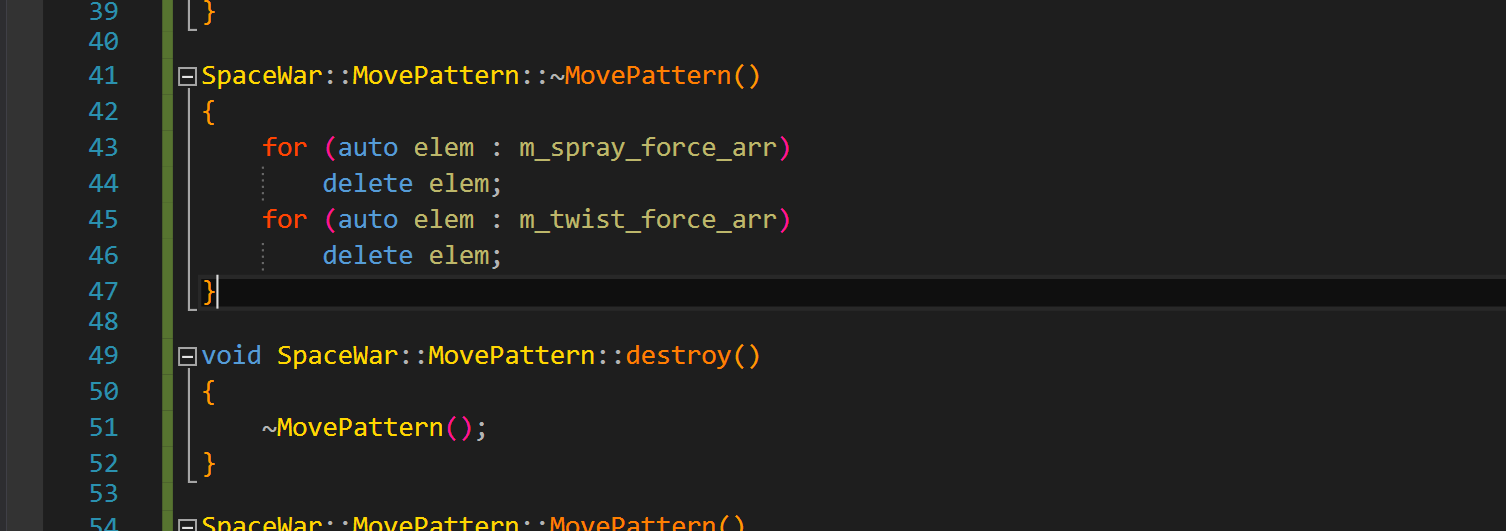 39 }
40
41 SpaceWar::MovePattern::~MovePattern()
42 {
43     for (auto elem : m_spray_force_arr)
44         delete elem;
45     for (auto elem : m_twist_force_arr)
46         delete elem;
47 }
48
49 void SpaceWar::MovePattern::destroy()
50 {
51     ~MovePattern();
52 }
53
54 SpaceWar::MovePattern::MovePattern()